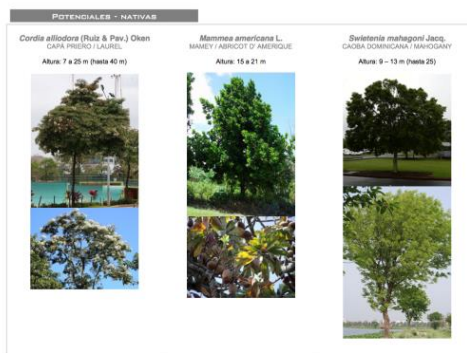 POTENCIALES - NATIVAS
Cordia alliodora (Ruiz & Pav.) Oken
CAPÁ PRIEÑO / LAUREL
Altura: 7 a 25 m (hasta 40 m)
Mammea americana L.
MAMEY / ABRICOT D' AMERIQUE
Altura: 15 a 21 m
Swietenia mahagoni Jacq.
CAOBA DOMINICANA / MAHOGANY
Altura: 9 – 13 m (hasta 25)